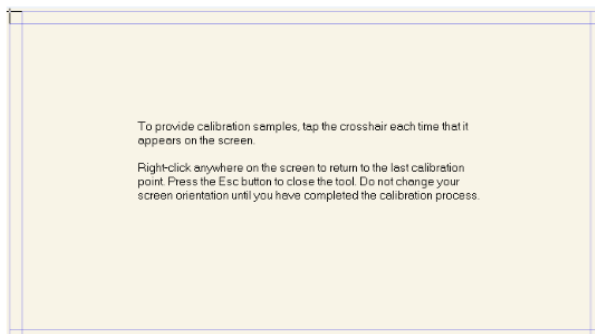 To provide calibration samples, tap the crosshair each time that it
appears on the screen.
Right-click anywhere on the screen to return to the last calibration
point. Press the Esc button to close the tool. Do not change your
screen orientation until you have completed the calibration process.